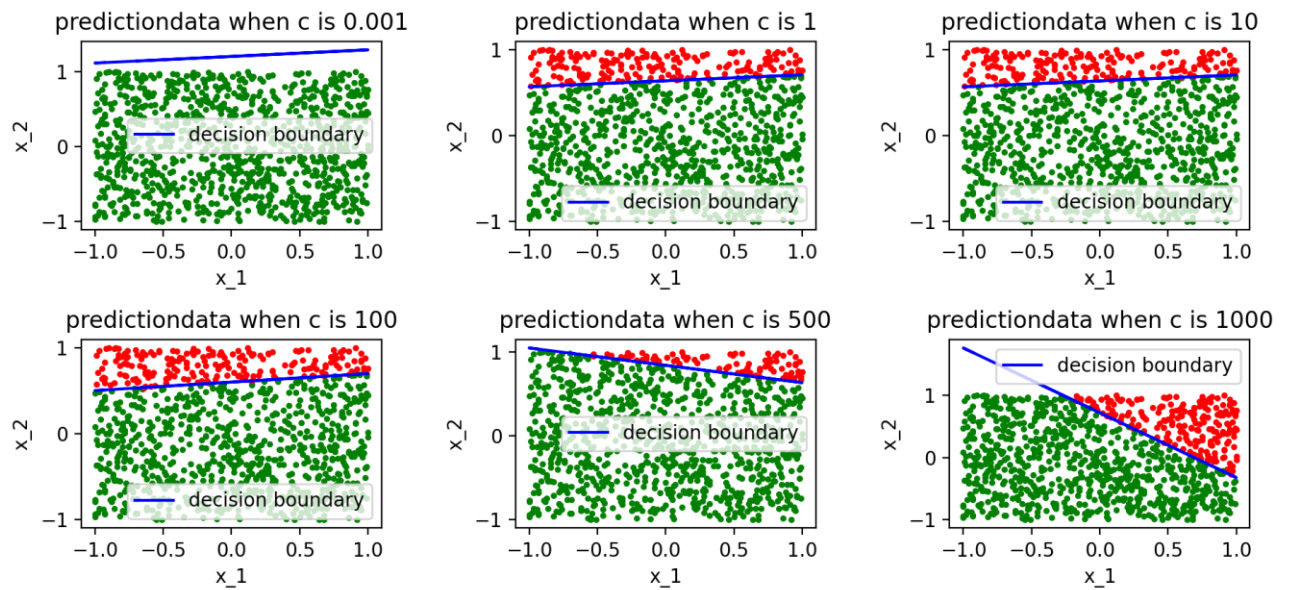 predictiondata when c is 0.001
1
0
−1
x_2
decision boundary
−1.0 −0.5 0.0 0.5 1.0
x_1
predictiondata when c is 1
1
0
−1
x_2
decision boundary
−1.0 −0.5 0.0 0.5 1.0
x_1
predictiondata when c is 10
1
0
−1
x_2
decision boundary
−1.0 −0.5 0.0 0.5 1.0
x_1
predictiondata when c is 100
1
0
−1
x_2
decision boundary
−1.0 −0.5 0.0 0.5 1.0
x_1
predictiondata when c is 500
1
0
−1
x_2
decision boundary
−1.0 −0.5 0.0 0.5 1.0
x_1
predictiondata when c is 1000
decision boundary
1
0
−1
x_2
−1.0 −0.5 0.0 0.5 1.0
x_1